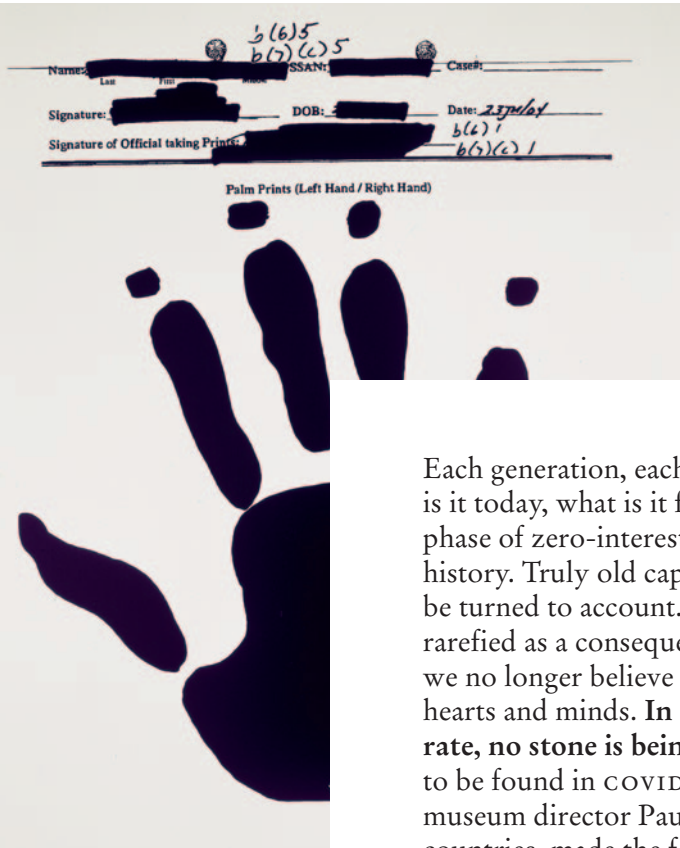 b(6)5
b(7)(c)5
Name: SSAN: Case#:
Last First
Signature: DOB: Date:
b(6)1
Signature of Official taking Prints:
b(7)(c)1
Palm Prints (Left Hand / Right Hand)
Each generation, each
is it today, what is it f
phase of zero-interest
history. Truly old cap
be turned to account.
rarefied as a conseque
we no longer believe
hearts and minds. In
rate, no stone is bein
to be found in COVID
museum director Pau
countries, made the f